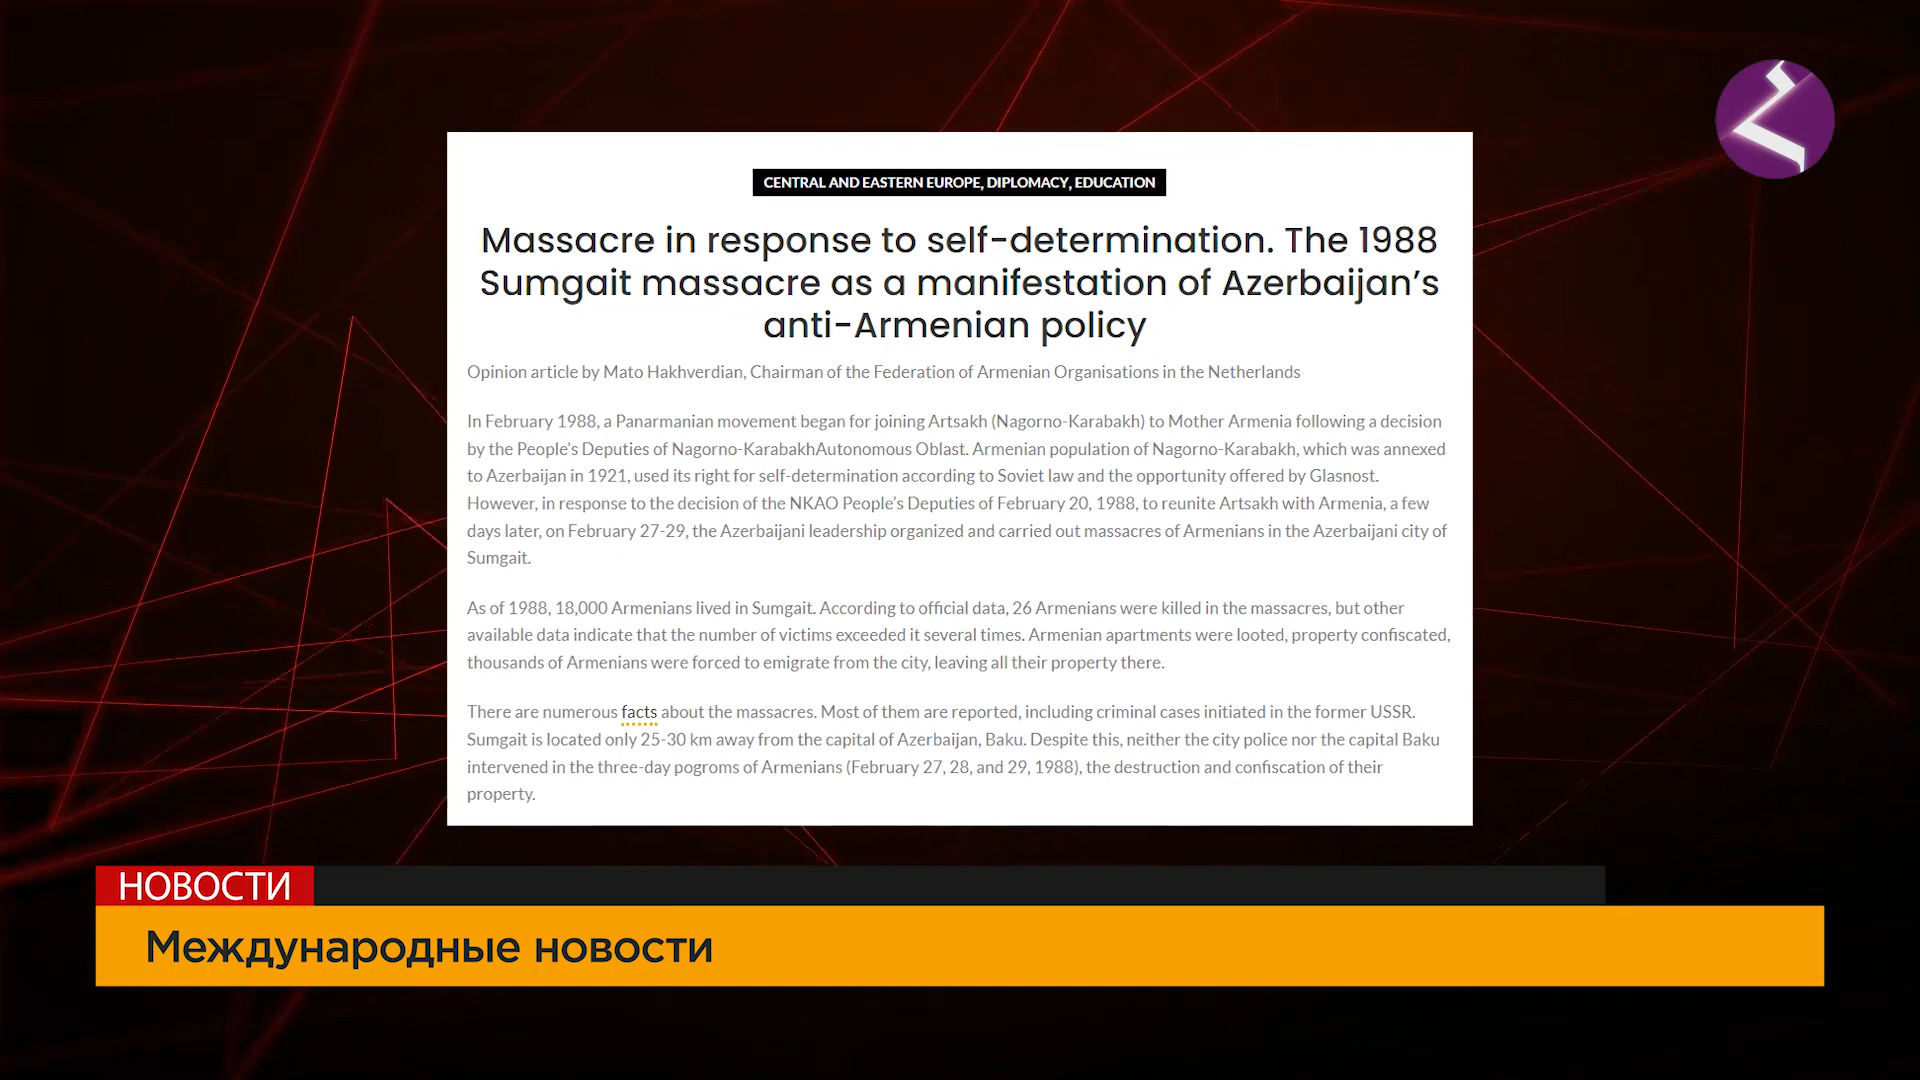 CENTRAL AND EASTERN EUROPE, DIPLOMACY, EDUCATION
Massacre in response to self-determination. The 1988
Sumgait massacre as a manifestation of Azerbaijan's
anti-Armenian policy
Opinion article by Mato Hakhverdian, Chairman of the Federation of Armenian Organisations in the Netherlands
In February 1988, a Panarmanian movement began for joining Artsakh (Nagorno-Karabakh) to Mother Armenia following a decision
by the People's Deputies of Nagorno-KarabakhAutonomous Oblast. Armenian population of Nagorno-Karabakh, which was annexed
to Azerbaijan in 1921, used its right for self-determination according to Soviet law and the opportunity offered by Glasnost.
However, in response to the decision of the NKAO People's Deputies of February 20, 1988, to reunite Artsakh with Armenia, a few
days later, on February 27-29, the Azerbaijani leadership organized and carried out massacres of Armenians in the Azerbaijani city of
Sumgait.
As of 1988, 18,000 Armenians lived in Sumgait. According to official data, 26 Armenians were killed in the massacres, but other
available data indicate that the number of victims exceeded it several times. Armenian apartments were looted, property confiscated,
thousands of Armenians were forced to emigrate from the city, leaving all their property there.
There are numerous facts about the massacres. Most of them are reported, including criminal cases initiated in the former USSR.
Sumgait is located only 25-30 km away from the capital of Azerbaijan, Baku. Despite this, neither the city police nor the capital Baku
intervened in the three-day pogroms of Armenians (February 27, 28, and 29, 1988), the destruction and confiscation of their
property.
НОВОСТИ
Международные новости